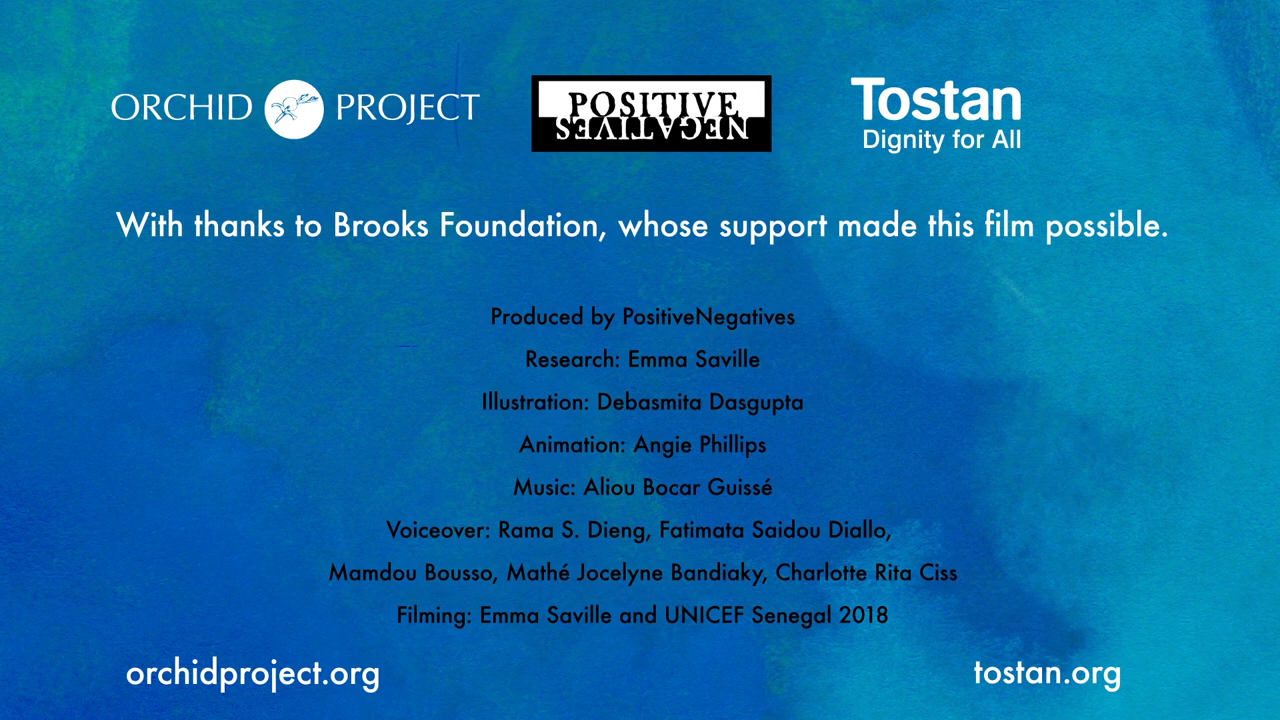 ORCHID PROJECT
POSITIVE
NEGATIVES
Tostan
Dignity for All
With thanks to Brooks Foundation, whose support made this film possible.
Produced by PositiveNegatives
Research: Emma Saville
Illustration: Debasmita Dasgupta
Animation: Angie Phillips
Music: Aliou Bocar Guissé
Voiceover: Rama S. Dieng, Fatimata Saidou Diallo,
Mamdou Bousso, Mathé Jocelyne Bandiaky, Charlotte Rita Ciss
Filming: Emma Saville and UNICEF Senegal 2018
orchidproject.org
tostan.org